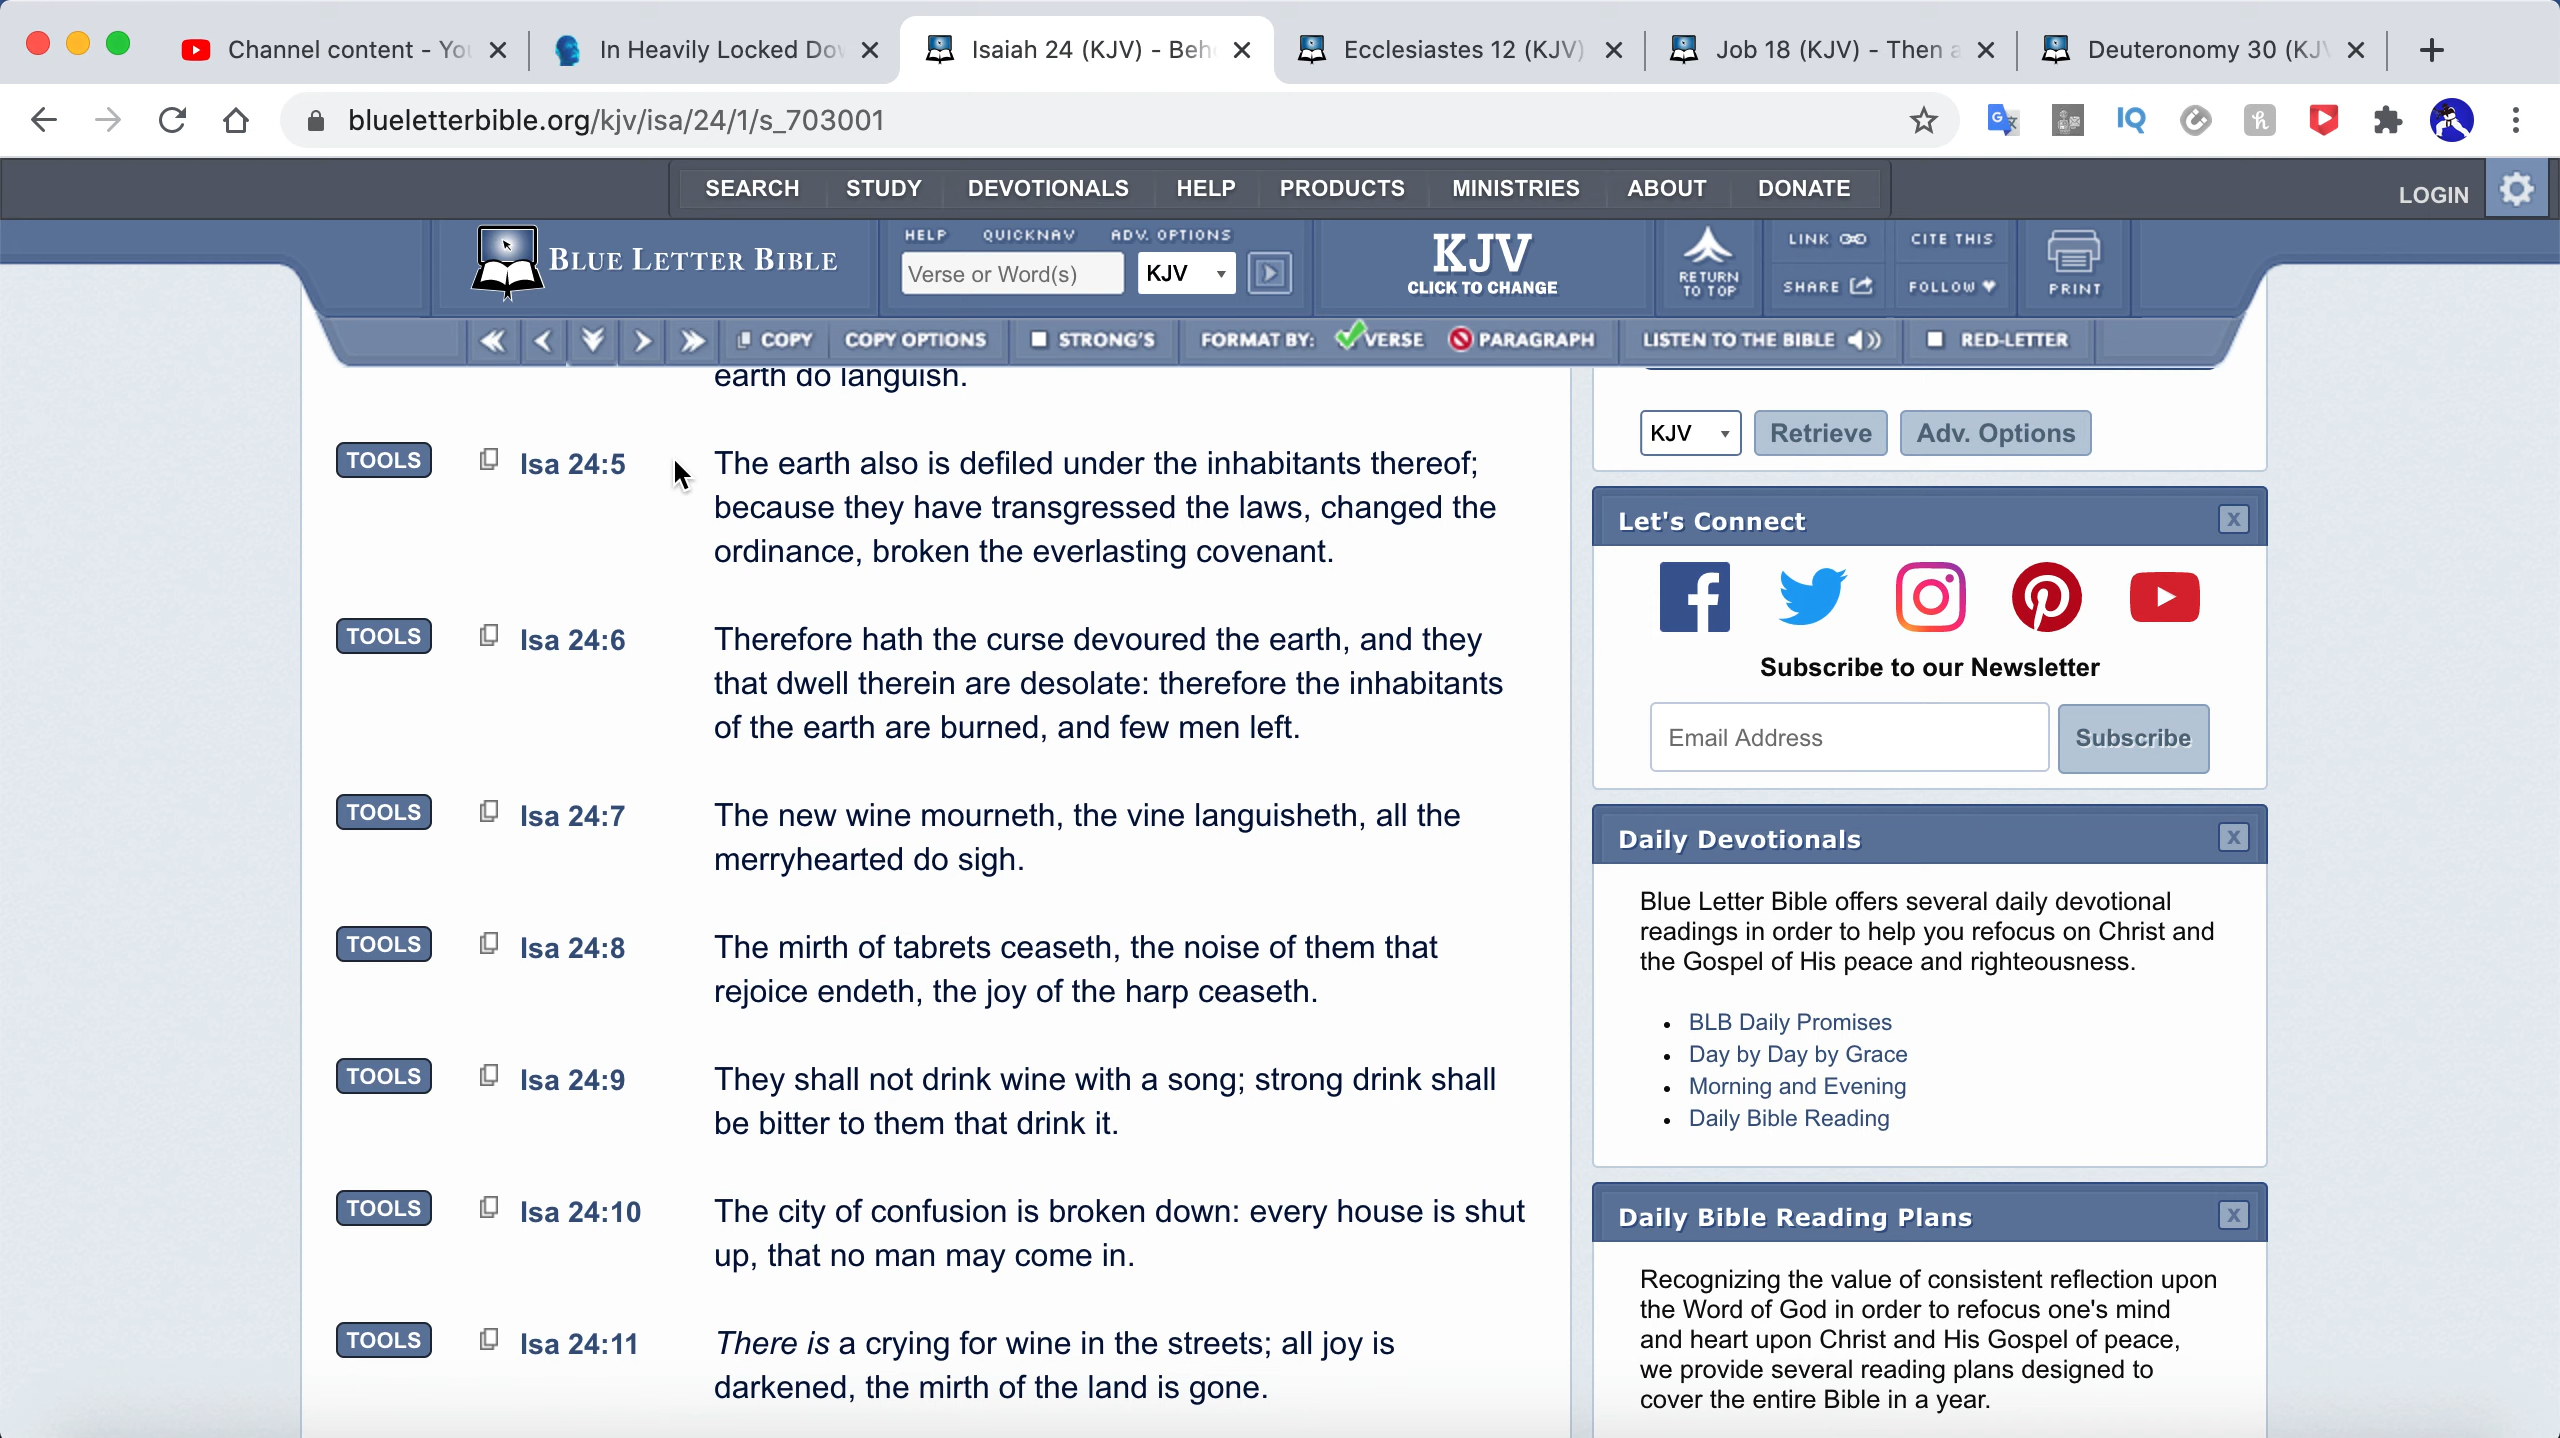 Channel content - You
In Heavily Locked Dow
Isaiah 24 (KJV) - Beho
Ecclesiastes 12 (KJV)
Job 18 (KJV) - Then a
Deuteronomy 30 (KJV
blueletterbible.org/kjv/isa/24/1/s_703001
IQ
SEARCH STUDY DEVOTIONALS HELP PRODUCTS MINISTRIES ABOUT DONATE
LOGIN
BLUE LETTER BIBLE
HELP QUICKNAV ADV. OPTIONS
Verse or Word(s) KJV
KJV
CLICK TO CHANGE
RETURN
TO TOP
LINK
SHARE
CITE THIS
FOLLOW
PRINT
COPY COPY OPTIONS STRONG'S FORMAT BY: VERSE PARAGRAPH LISTEN TO THE BIBLE RED-LETTER
earth do languish.
TOOLS Isa 24:5 The earth also is defiled under the inhabitants thereof;
because they have transgressed the laws, changed the
ordinance, broken the everlasting covenant.
TOOLS Isa 24:6 Therefore hath the curse devoured the earth, and they
that dwell therein are desolate: therefore the inhabitants
of the earth are burned, and few men left.
TOOLS Isa 24:7 The new wine mourneth, the vine languisheth, all the
merryhearted do sigh.
TOOLS Isa 24:8 The mirth of tabrets ceaseth, the noise of them that
rejoice endeth, the joy of the harp ceaseth.
TOOLS Isa 24:9 They shall not drink wine with a song; strong drink shall
be bitter to them that drink it.
TOOLS Isa 24:10 The city of confusion is broken down: every house is shut
up, that no man may come in.
TOOLS Isa 24:11 There is a crying for wine in the streets; all joy is
darkened, the mirth of the land is gone.
KJV Retrieve Adv. Options
Let's Connect X
Subscribe to our Newsletter
Email Address Subscribe
Daily Devotionals X
Blue Letter Bible offers several daily devotional
readings in order to help you refocus on Christ and
the Gospel of His peace and righteousness.
• BLB Daily Promises
• Day by Day by Grace
• Morning and Evening
• Daily Bible Reading
Daily Bible Reading Plans X
Recognizing the value of consistent reflection upon
the Word of God in order to refocus one's mind
and heart upon Christ and His Gospel of peace,
we provide several reading plans designed to
cover the entire Bible in a year.